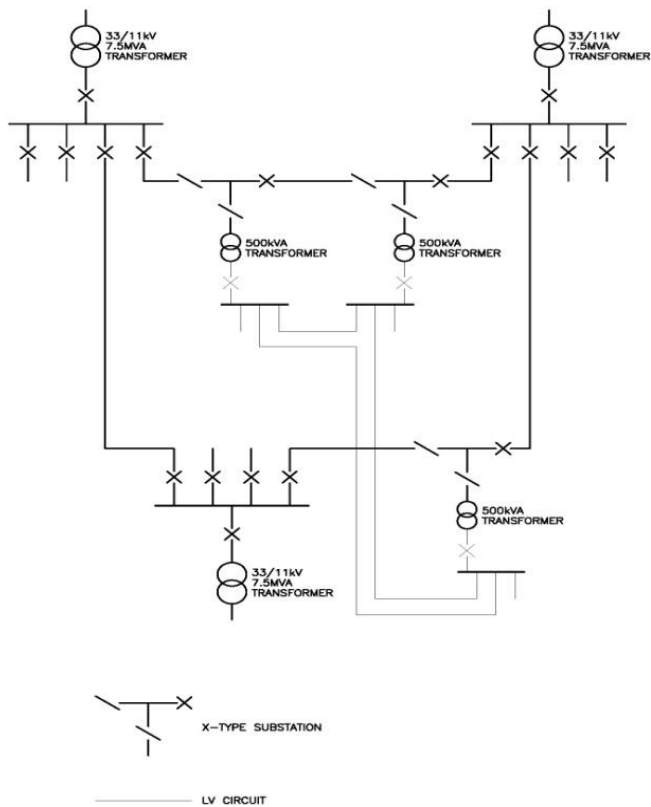 33/11kV
7.5MVA
TRANSFORMER
33/11kV
7.5MVA
TRANSFORMER
500kVA
TRANSFORMER
500kVA
TRANSFORMER
500kVA
TRANSFORMER
33/11kV
7.5MVA
TRANSFORMER
X-TYPE SUBSTATION
LV CIRCUIT